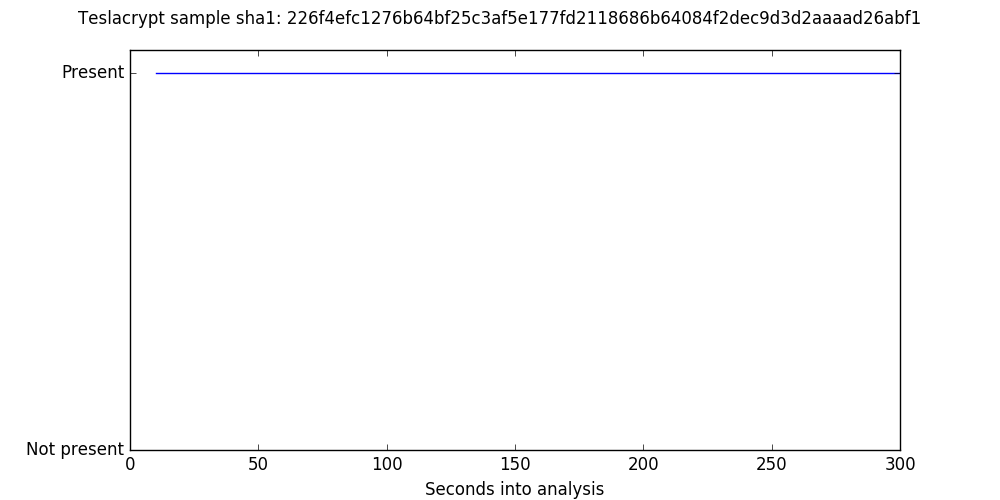 Teslacrypt sample sha1: 226f4efc1276b64bf25c3af5e177fd2118686b64084f2dec9d3d2aaaad26abf1
Present
Not present
0 50 100 150 200 250 300
Seconds into analysis